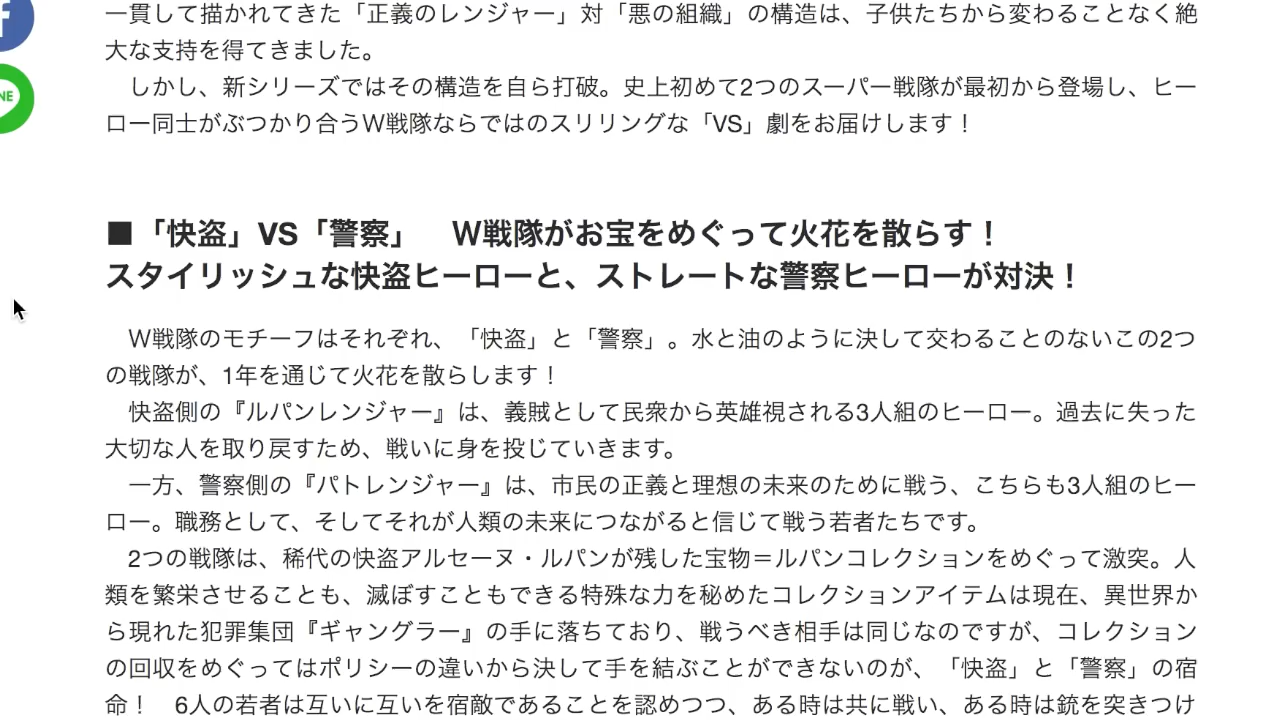 一貫して描かれてきた「正義のレンジャー」対「悪の組織」の構造は、子供たちから変わることなく絶
大な支持を得てきました。
　しかし、新シリーズではその構造を自ら打破。史上初めて2つのスーパー戦隊が最初から登場し、ヒー
ロー同士がぶつかり合うW戦隊ならではのスリリングな「VS」劇をお届けします！
NE
■「快盗」VS「警察」　W戦隊がお宝をめぐって火花を散らす！
スタイリッシュな快盗ヒーローと、ストレートな警察ヒーローが対決！
　W戦隊のモチーフはそれぞれ、「快盗」と「警察」。水と油のように決して交わることのないこの2つ
の戦隊が、1年を通じて火花を散らします！
　快盗側の『ルパンレンジャー』は、義賊として民衆から英雄視される3人組のヒーロー。過去に失った
大切な人を取り戻すため、戦いに身を投じていきます。
　一方、警察側の『パトレンジャー』は、市民の正義と理想の未来のために戦う、こちらも3人組のヒー
ロー。職務として、そしてそれが人類の未来につながると信じて戦う若者たちです。
　2つの戦隊は、稀代の快盗アルセーヌ・ルパンが残した宝物＝ルパンコレクションをめぐって激突。人
類を繁栄させることも、滅ぼすこともできる特殊な力を秘めたコレクションアイテムは現在、異世界か
ら現れた犯罪集団『ギャングラー』の手に落ちており、戦うべき相手は同じなのですが、コレクション
の回収をめぐってはポリシーの違いから決して手を結ぶことができないのが、「快盗」と「警察」の宿
命！　6人の若者は互いに互いを宿敵であることを認めつつ、ある時は共に戦い、ある時は銃を突きつけ